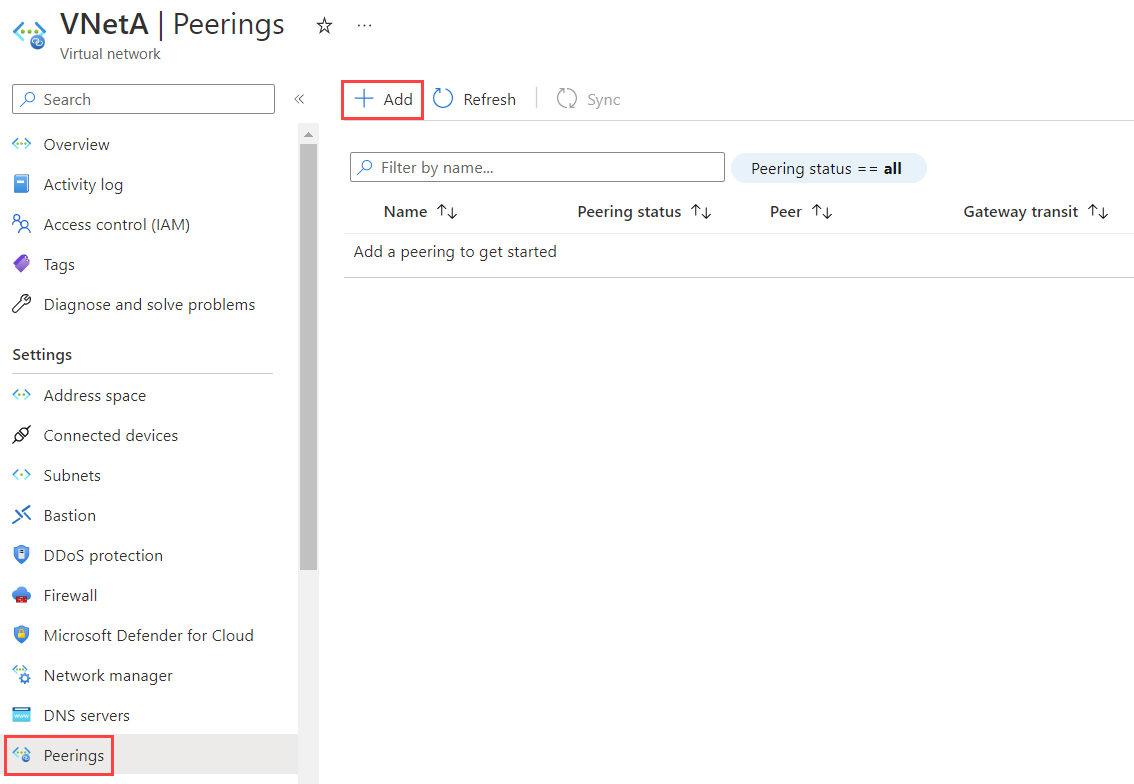 VNetA | Peerings
Virtual network
Search
Add Refresh Sync
Overview
Activity log
Access control (IAM)
Tags
Diagnose and solve problems
Settings
Address space
Connected devices
Subnets
Bastion
DDoS protection
Firewall
Microsoft Defender for Cloud
Network manager
DNS servers
Peerings
Filter by name...
Peering status == all
Name Peering status Peer Gateway transit
Add a peering to get started